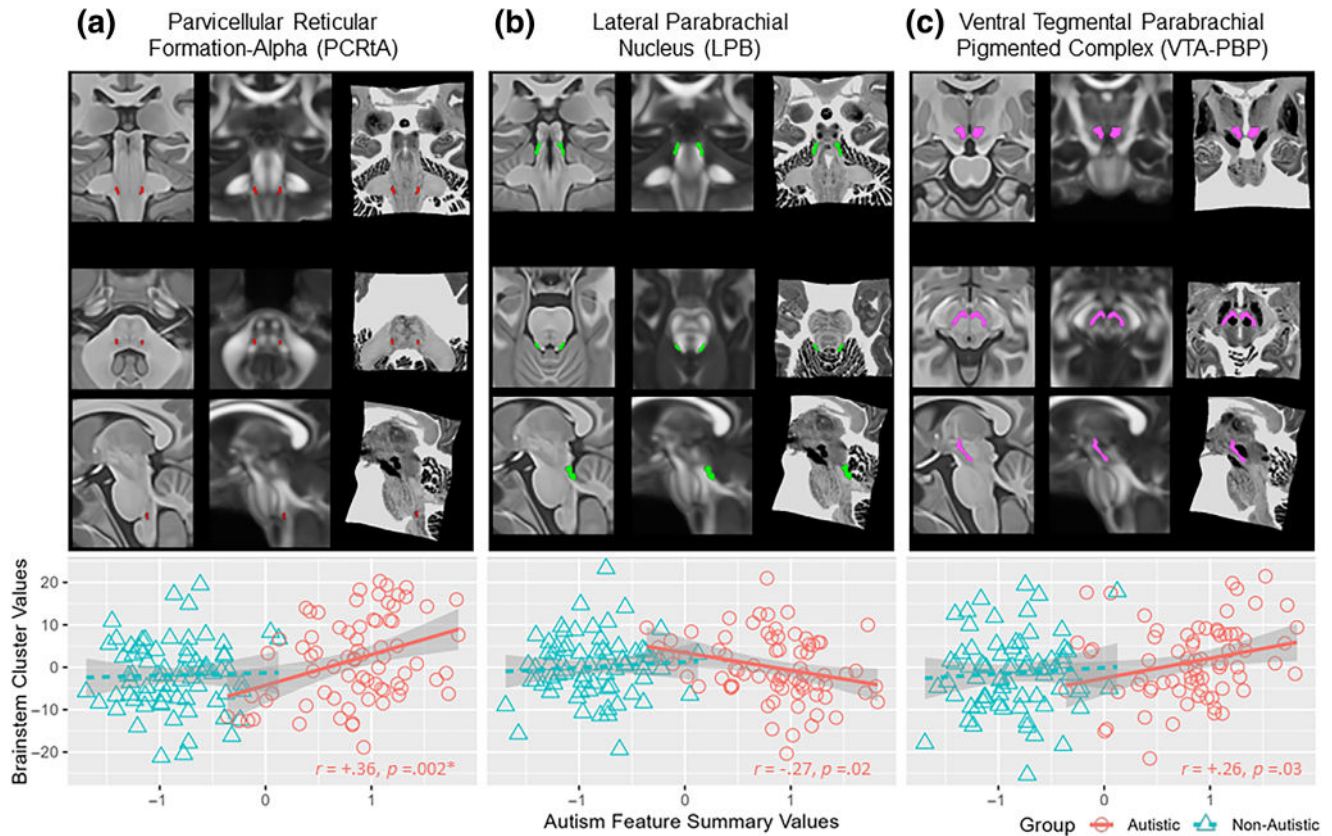 (a) Parvicellular Reticular
Formation-Alpha (PCRtA)
(b) Lateral Parabrachial
Nucleus (LPB)
(c) Ventral Tegmental Parabrachial
Pigmented Complex (VTA-PBP)
Brainstem Cluster Values
20
10
0
−10
−20
r = +.36, p =.002*
r = -.27, p =.02
r = +.26, p =.03
−1 0 1 −1 0 1 −1 0 1
Autism Feature Summary Values
Group Autistic Non-Autistic